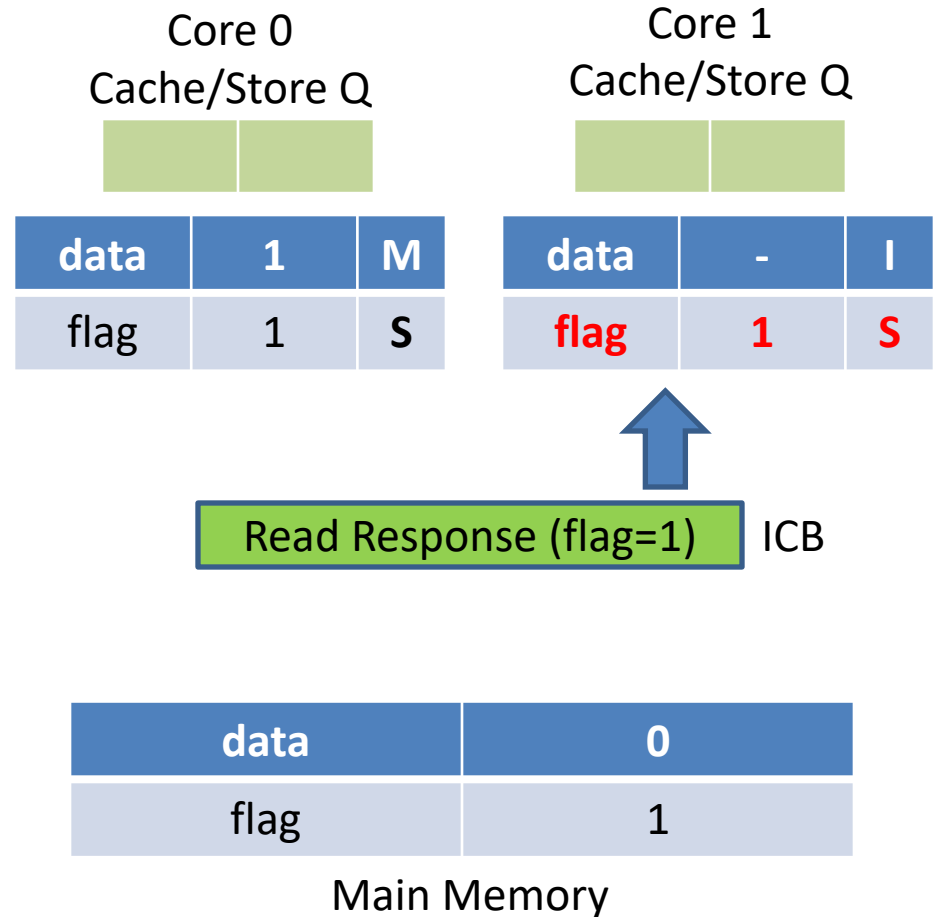 Core 0
Cache/Store Q
Core 1
Cache/Store Q
data 1 M
flag 1 S
data - I
flag 1 S
Read Response (flag=1) ICB
data 0
flag 1
Main Memory